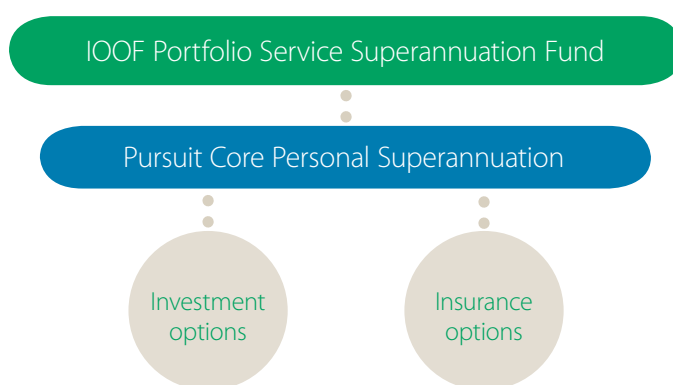 IOOF Portfolio Service Superannuation Fund
Pursuit Core Personal Superannuation
Investment
options
Insurance
options